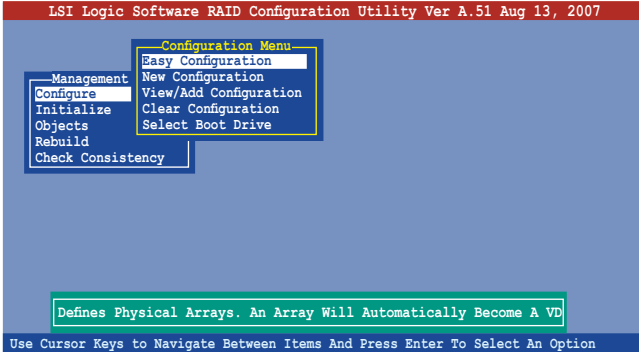 LSI Logic Software RAID Configuration Utility Ver A.51 Aug 13, 2007
Management
Configure
Initialize
Objects
Rebuild
Check Consistency
Configuration Menu
Easy Configuration
New Configuration
View/Add Configuration
Clear Configuration
Select Boot Drive
Defines Physical Arrays. An Array Will Automatically Become A VD
Use Cursor Keys to Navigate Between Items And Press Enter To Select An Option